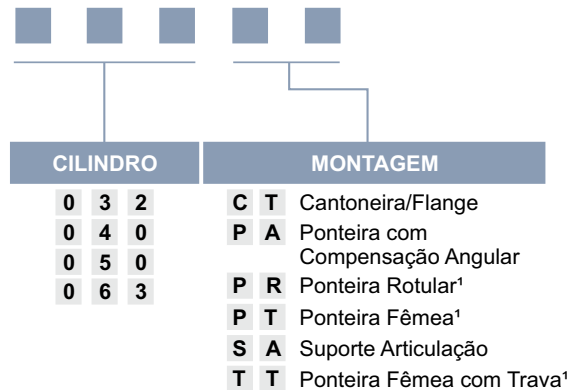 CILINDRO
MONTAGEM
0 3 2
0 4 0
0 5 0
0 6 3
C T Cantoneira/Flange
P A Ponteira com
Compensação Angular
P R Ponteira Rotular¹
P T Ponteira Fêmea¹
S A Suporte Articulação
T T Ponteira Fêmea com Trava¹